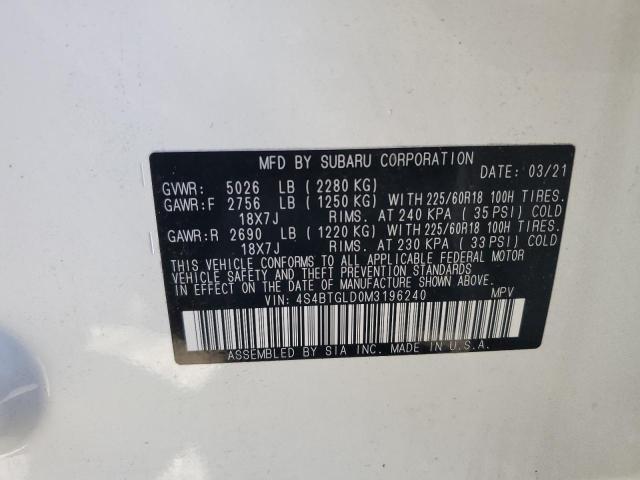 MFD BY SUBARU CORPORATION DATE: 03/21
GVWR: 5026 LB ( 2280 KG)
GAWR:F 2756 LB ( 1250 KG) WITH 225/60R18 100H TIRES.
18X7J RIMS. AT 240 KPA ( 35 PSI) COLD
GAWR:R 2690 LB ( 1220 KG) WITH 225/60R18 100H TIRES.
18X7J RIMS. AT 230 KPA ( 33 PSI) COLD
THIS VEHICLE CONFORMS TO ALL APPLICABLE FEDERAL MOTOR
VEHICLE SAFETY AND THEFT PREVENTION STANDARDS
IN EFFECT ON THE DATE OF MANUFACTURE SHOWN ABOVE.
VIN: 4S4BTGLD0M3196240 MPV
ASSEMBLED BY SIA INC. MADE IN U.S.A.